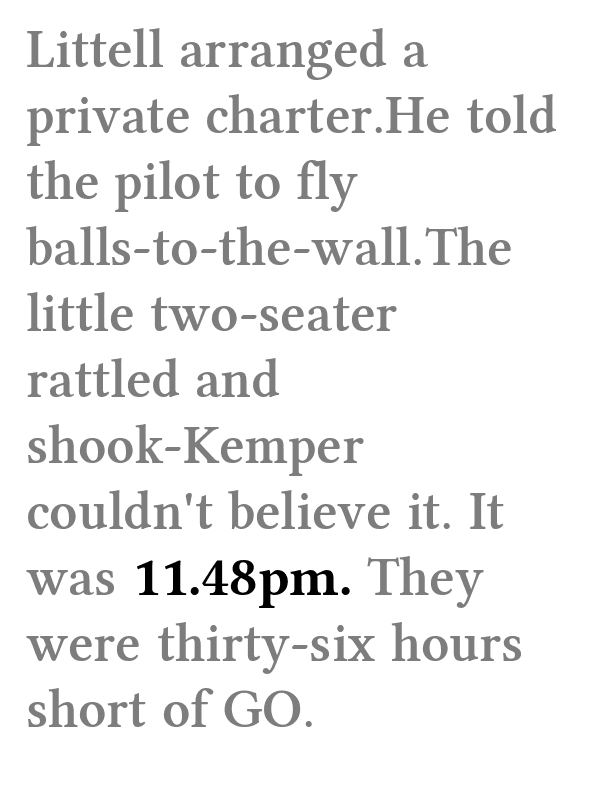 Littell arranged a
private charter.He told
the pilot to fly
balls-to-the-wall.The
little two-seater
rattled and
shook-Kemper
couldn't believe it. It
was 11.48pm. They
were thirty-six hours
short of GO.